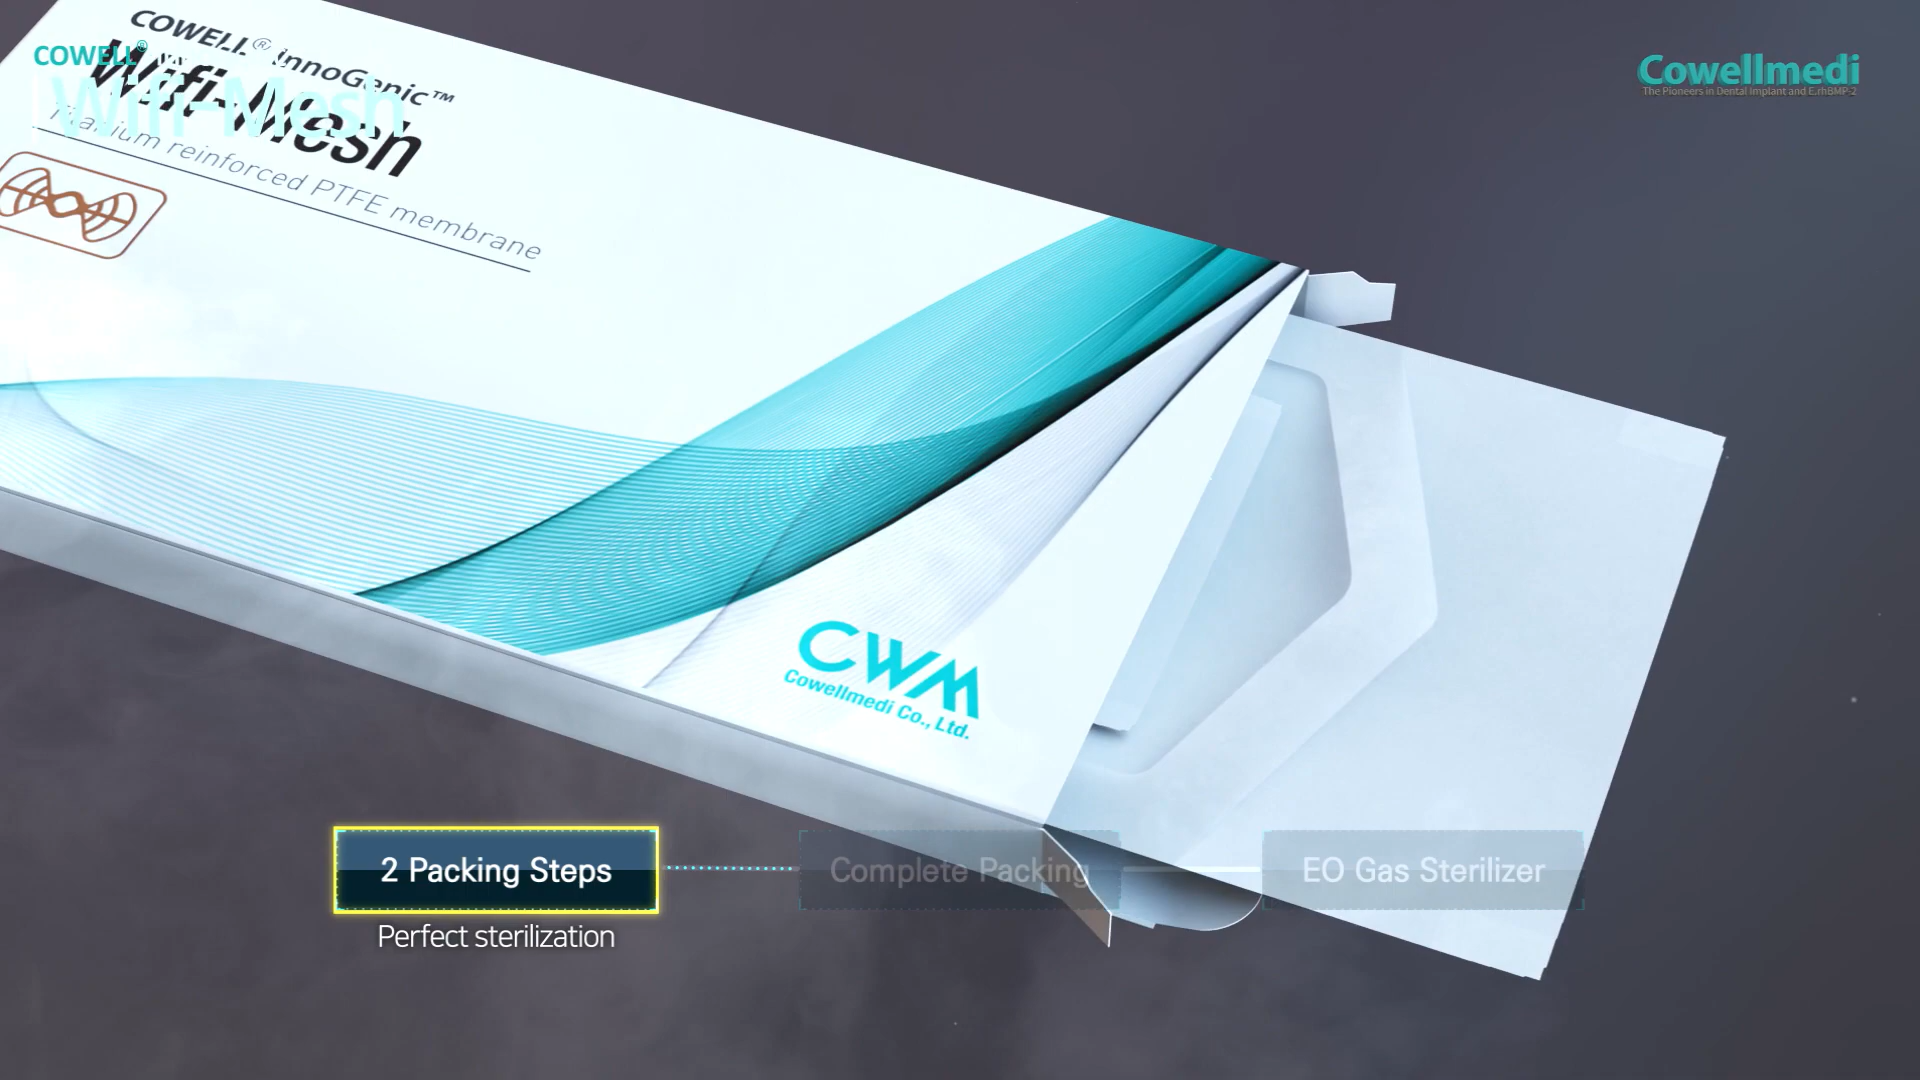 COWELL® InnoGenic™
Wifi-Mesh
Titanium reinforced PTFE membrane
COWELL®
Wifi-Mesh
Cowellmedi
The Pioneers in Dental Implant and E.rhBMP-2
CWM
Cowellmedi Co., Ltd.
2 Packing Steps
Complete Packing
EO Gas Sterilizer
Perfect sterilization